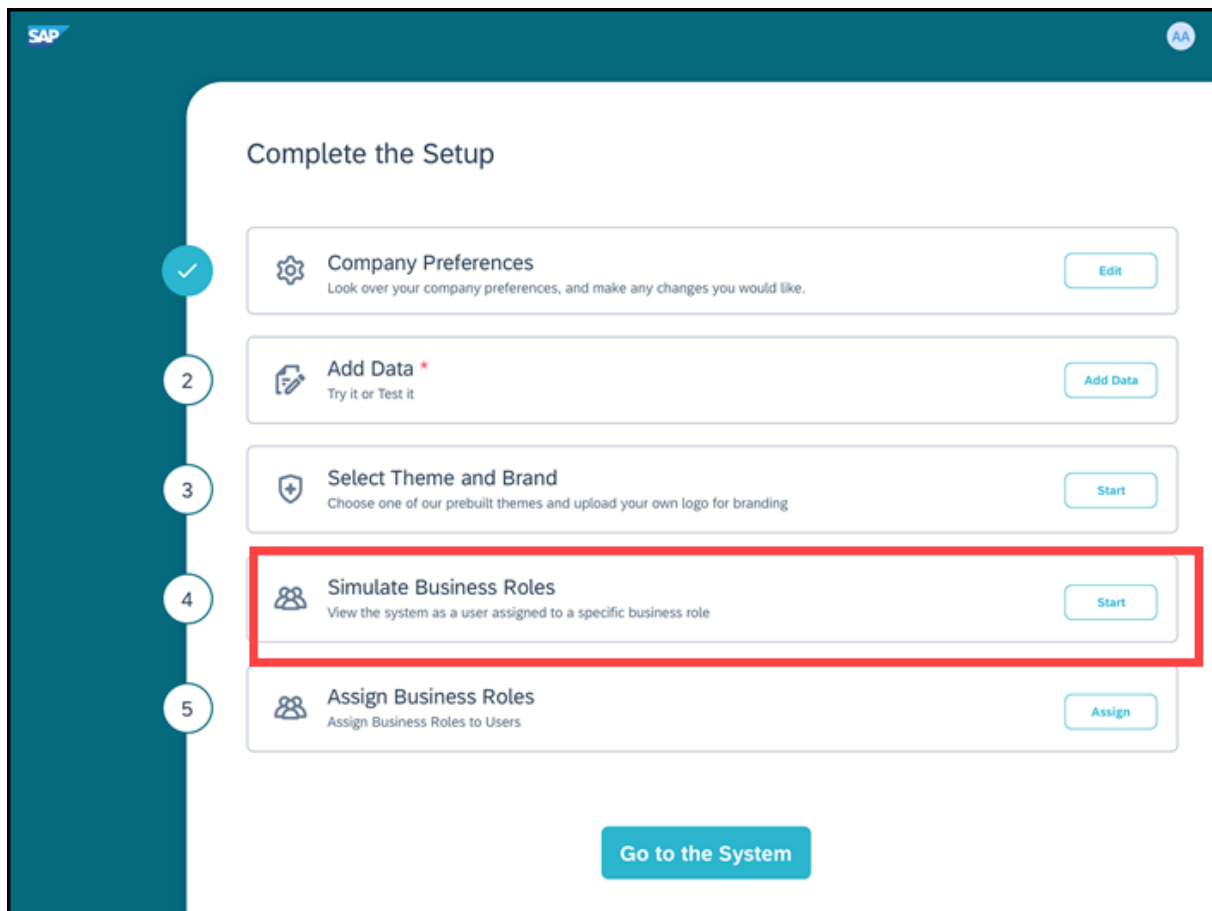 SAP
AA
Complete the Setup
Company Preferences
Look over your company preferences, and make any changes you would like.
Edit
2
Add Data *
Try it or Test it
Add Data
3
Select Theme and Brand
Choose one of our prebuilt themes and upload your own logo for branding
Start
4
Simulate Business Roles
View the system as a user assigned to a specific business role
Start
5
Assign Business Roles
Assign Business Roles to Users
Assign
Go to the System